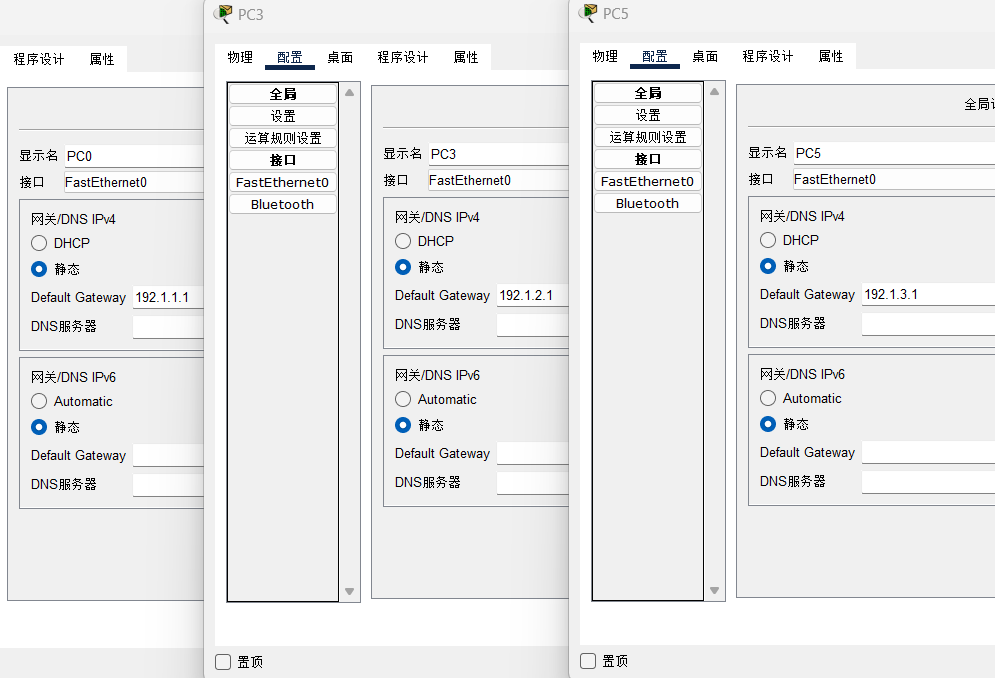 程序设计 属性
显示名 PC0
接口 FastEthernet0
网关/DNS IPv4
DHCP
静态
Default Gateway 192.1.1.1
DNS服务器
网关/DNS IPv6
Automatic
静态
Default Gateway
DNS服务器
PC3
物理 配置 桌面 程序设计 属性
全局
设置
运算规则设置
接口
FastEthernet0
Bluetooth
显示名 PC3
接口 FastEthernet0
网关/DNS IPv4
DHCP
静态
Default Gateway 192.1.2.1
DNS服务器
网关/DNS IPv6
Automatic
静态
Default Gateway
DNS服务器
置顶
PC5
物理 配置 桌面 程序设计 属性
全局
设置
运算规则设置
接口
FastEthernet0
Bluetooth
全局
显示名 PC5
接口 FastEthernet0
网关/DNS IPv4
DHCP
静态
Default Gateway 192.1.3.1
DNS服务器
网关/DNS IPv6
Automatic
静态
Default Gateway
DNS服务器
置顶